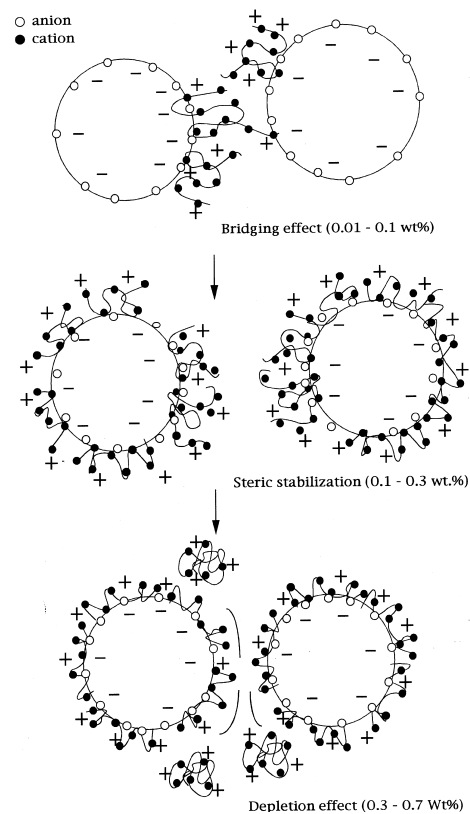 anion
cation
Bridging effect (0.01 - 0.1 wt%)
Steric stabilization (0.1 - 0.3 wt.%)
Depletion effect (0.3 - 0.7 Wt%)